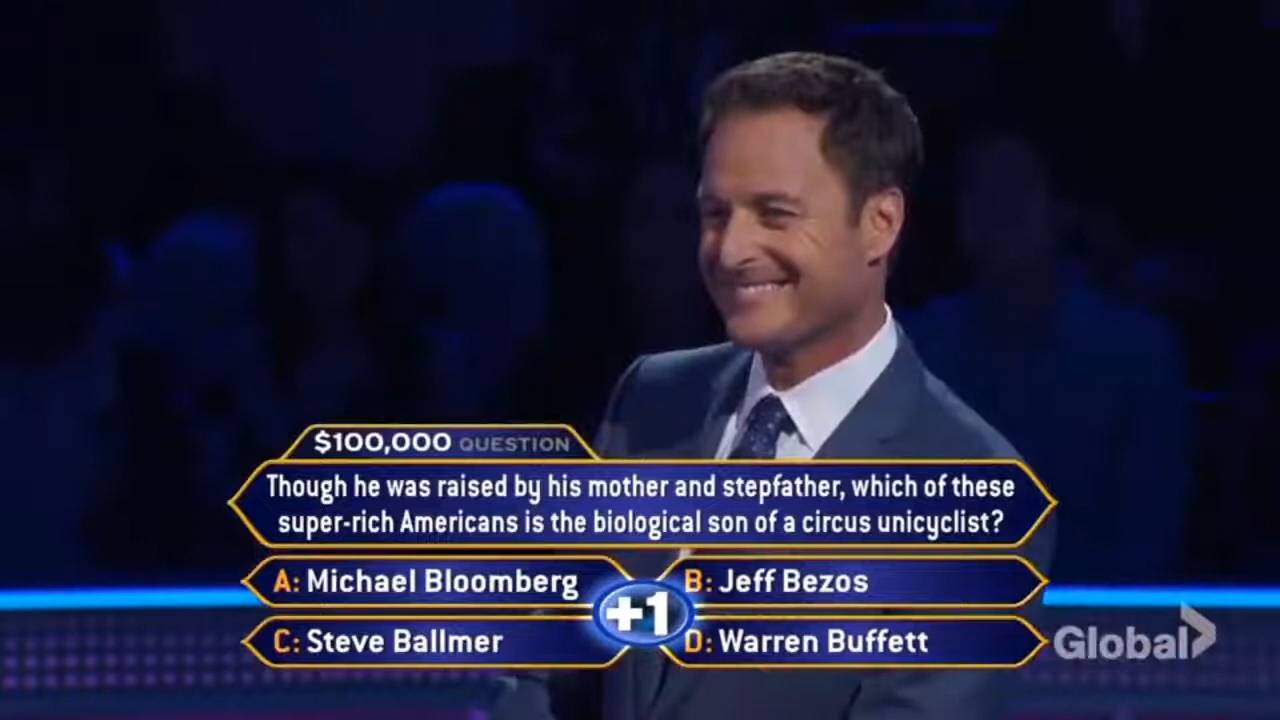 $100,000 QUESTION
Though he was raised by his mother and stepfather, which of these
super-rich Americans is the biological son of a circus unicyclist?
A: Michael Bloomberg
B: Jeff Bezos
+1
C: Steve Ballmer
D: Warren Buffett
Global